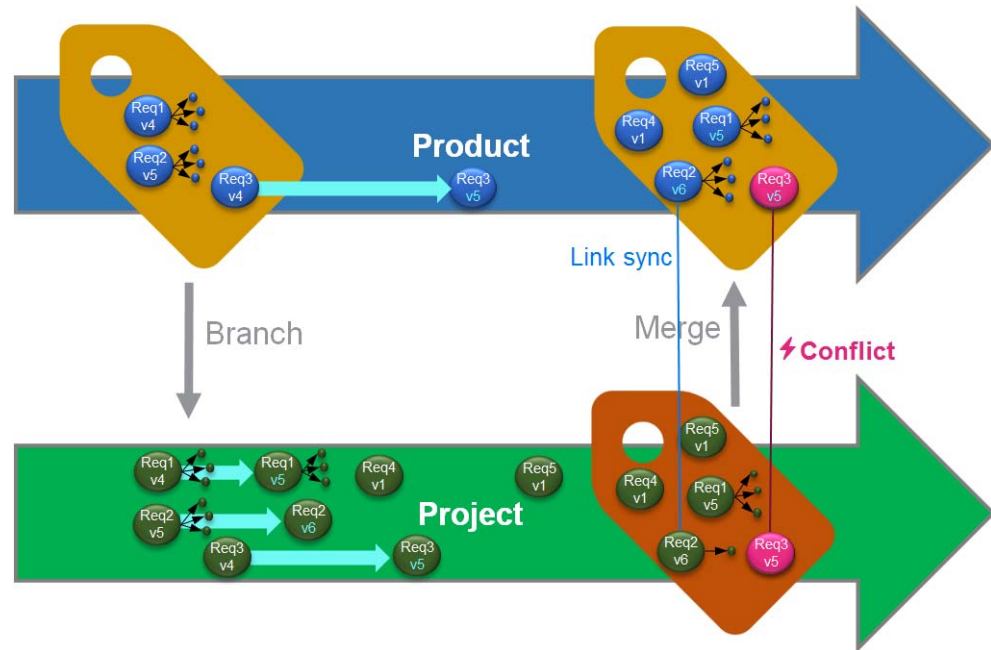 Req5
v1
Req1
v4
Req4
v1
Req1
v5
Product
Req2
v5
Req3
v4
Req3
v5
Req2
v6
Req3
v5
Link sync
Branch
Merge
Conflict
Req5
v1
Req1
v4
Req1
v5
Req4
v1
Req5
v1
Req4
v1
Req1
v5
Req2
v5
Req2
v6
Project
Req3
v4
Req3
v5
Req2
v6
Req3
v5